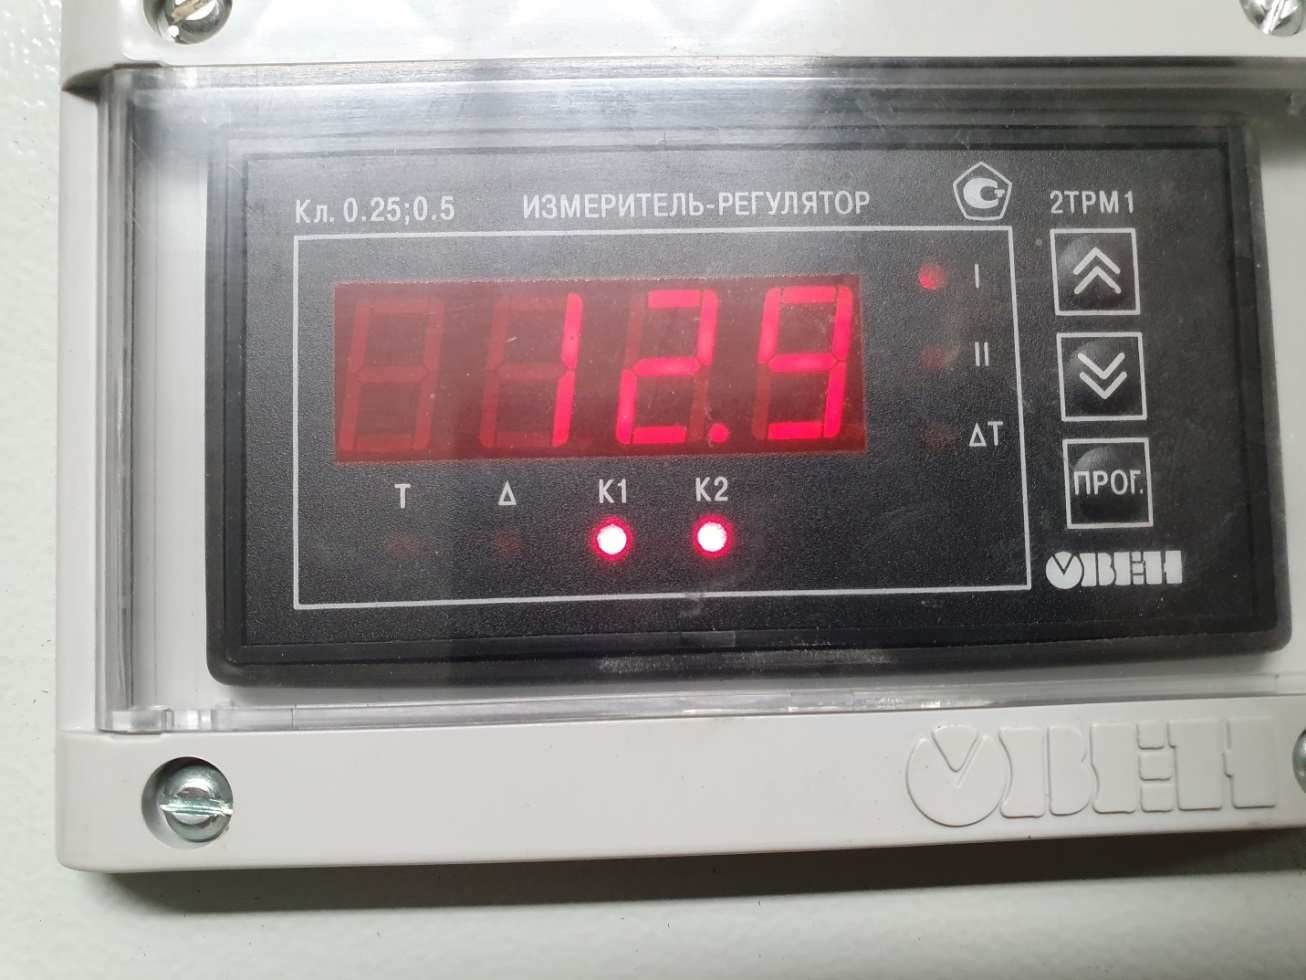 Кл. 0.25;0.5 ИЗМЕРИТЕЛЬ-РЕГУЛЯТОР 2ТРМ1
12.9
I
II
ΔT
T Δ K1 K2
ПРОГ.
ОВЕН
ОВЕН